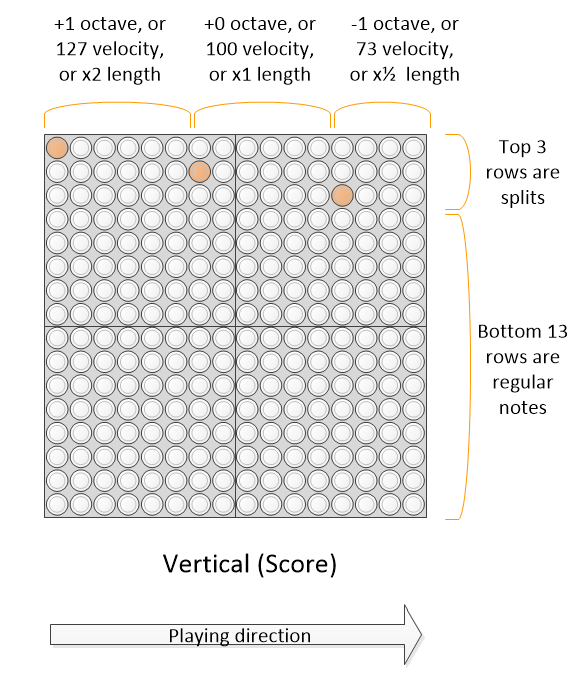 +1 octave, or
127 velocity,
or x2 length
+0 octave, or
100 velocity,
or x1 length
-1 octave, or
73 velocity,
or x½ length
Top 3
rows are
splits
Bottom 13
rows are
regular
notes
Vertical (Score)
Playing direction